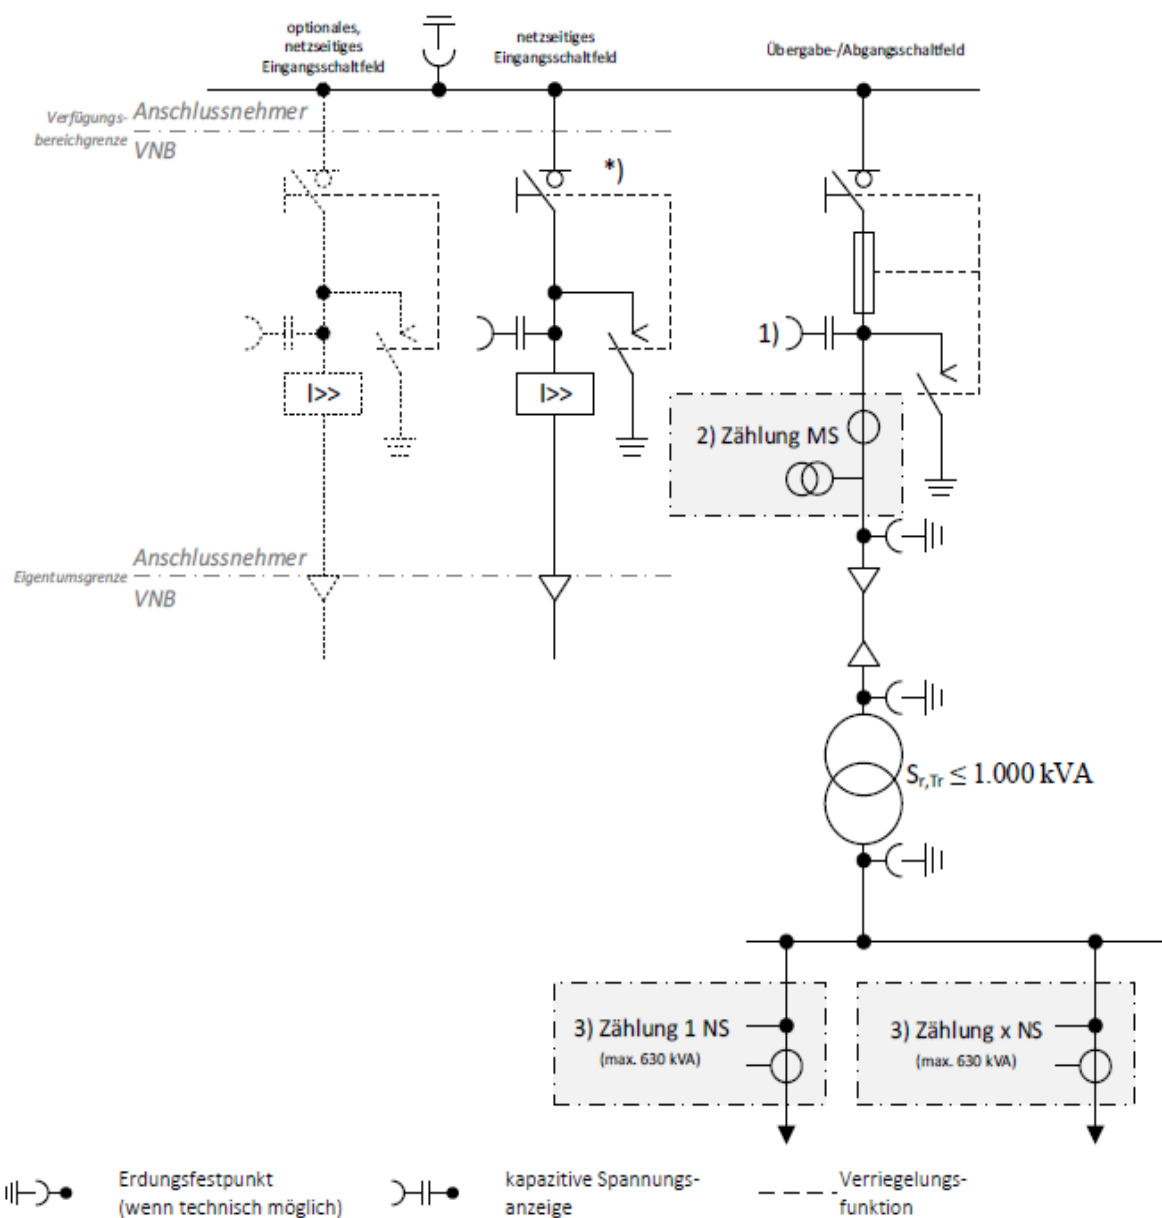 optionales,
netzseitiges
Eingangsschaltfeld
netzseitiges
Eingangsschaltfeld
Übergabe-/Abgangsschaltfeld
Verfügungs-
bereichgrenze
Anschlussnehmer
VNB
*)
1)
I>>
I>>
2) Zählung MS
Eigentumsgrenze
Anschlussnehmer
VNB
Sr,Tr ≤ 1.000 kVA
3) Zählung 1 NS
(max. 630 kVA)
3) Zählung x NS
(max. 630 kVA)
Erdungsfestpunkt
(wenn technisch möglich)
kapazitive Spannungs-
anzeige
Verriegelungs-
funktion